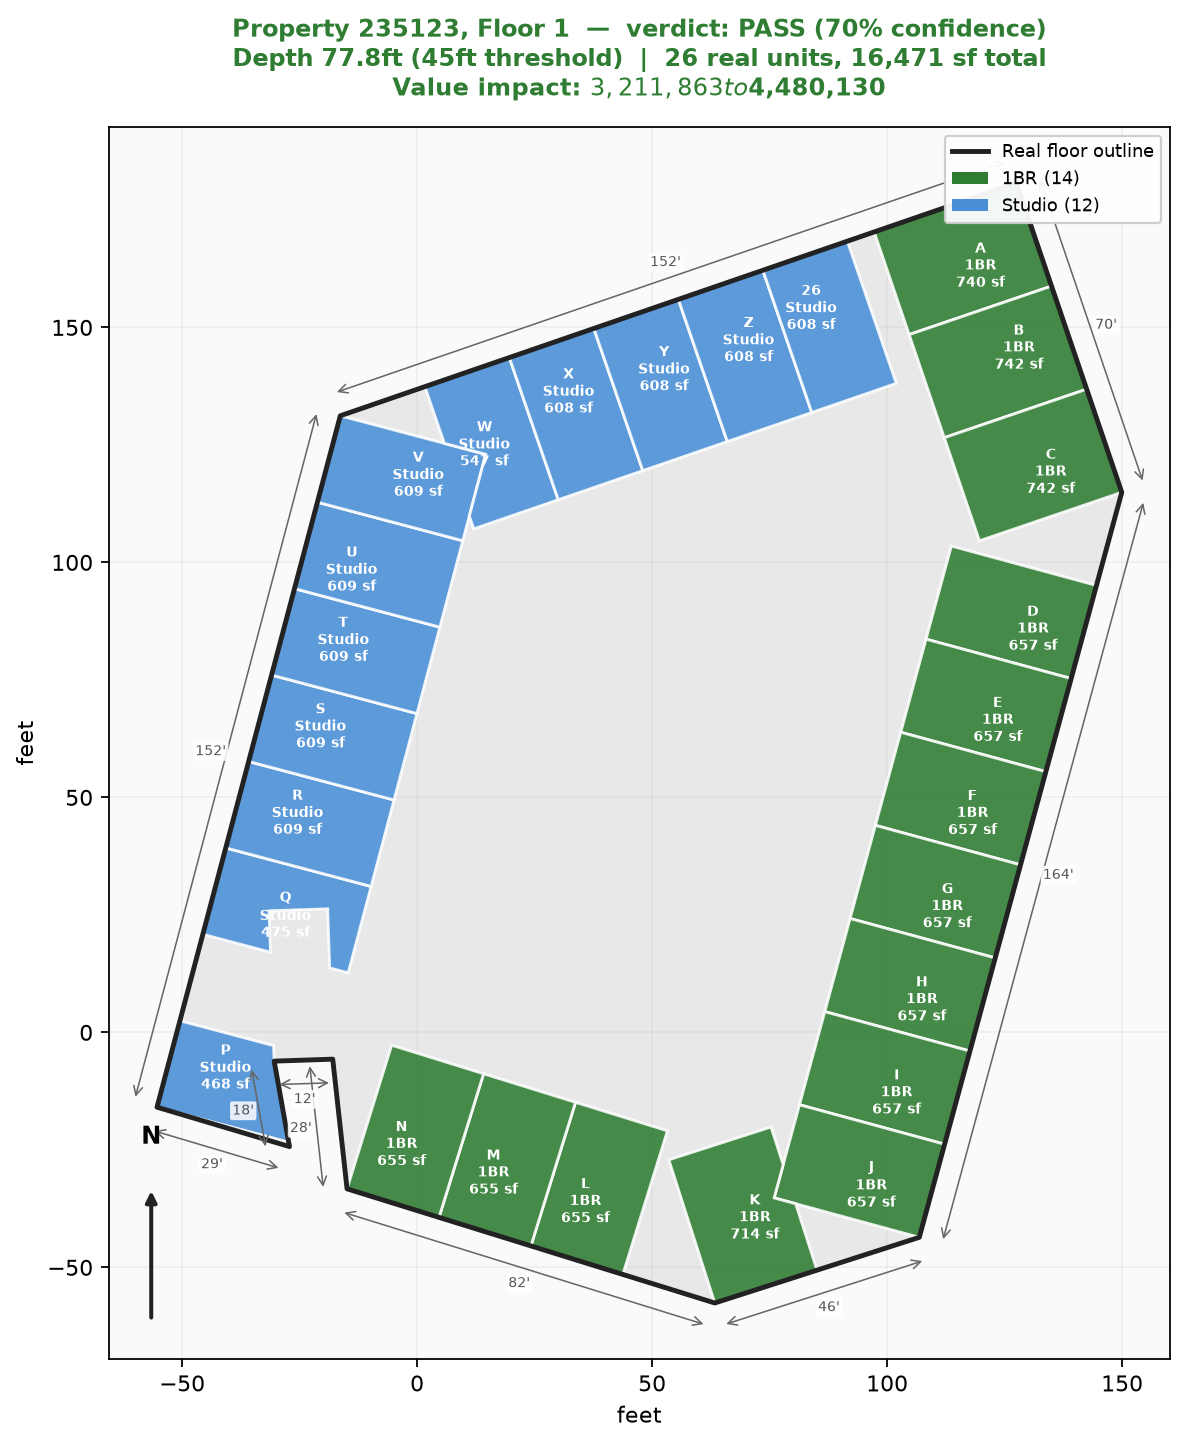 Property 235123, Floor 1 — verdict: PASS (70% confidence)
Depth 77.8ft (45ft threshold) | 26 real units, 16,471 sf total
Value impact: 3,211,863to4,480,130
Real floor outline
1BR (14)
Studio (12)
152'
70'
A
1BR
740 sf
B
1BR
742 sf
C
1BR
742 sf
26
Studio
608 sf
Z
Studio
608 sf
Y
Studio
608 sf
X
Studio
608 sf
W
Studio
547 sf
V
Studio
609 sf
U
Studio
609 sf
T
Studio
609 sf
S
Studio
609 sf
R
Studio
609 sf
Q
Studio
475 sf
P
Studio
468 sf
152'
D
1BR
657 sf
E
1BR
657 sf
F
1BR
657 sf
G
1BR
657 sf
H
1BR
657 sf
I
1BR
657 sf
J
1BR
657 sf
164'
K
1BR
714 sf
L
1BR
655 sf
M
1BR
655 sf
N
1BR
655 sf
18'
12'
28'
29'
82'
46'
N
150
100
50
0
−50
−50
0
50
100
150
feet
feet